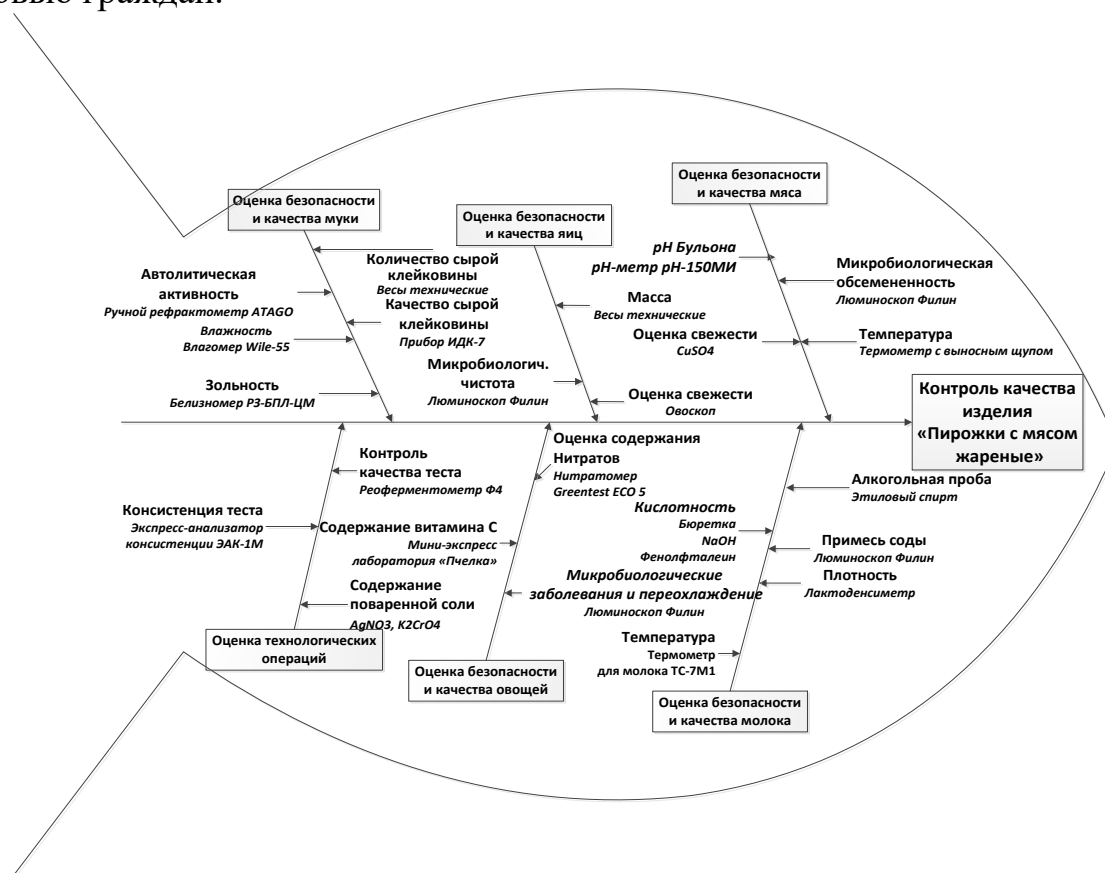 граждан.
Оценка безопасности
и качества муки
Количество сырой
клейковины
Весы технические
Автолитическая
активность
Ручной рефрактометр ATAGO
Качество сырой
клейковины
Прибор ИДК-7
Влажность
Влагомер Wile-55
Зольность
Белизномер РЗ-БПЛ-ЦМ
Оценка безопасности
и качества яиц
Масса
Весы технические
Микробиологич.
чистота
Люминоскоп Филин
Оценка свежести
Овоскоп
Оценка безопасности
и качества мяса
pH Бульона
pH-метр pH-150МИ
Микробиологическая
обсемененность
Люминоскоп Филин
Оценка свежести
CuSO4
Температура
Термометр с выносным щупом
Контроль качества
изделия
«Пирожки с мясом
жареные»
Контроль
качества теста
Реоферментометр Ф4
Консистенция теста
Экспресс-анализатор
консистенции ЭАК-1М
Содержание
поваренной соли
AgNO3, K2CrO4
Оценка технологических
операций
Оценка содержания
Нитратов
Нитратомер
Greentest ECO 5
Содержание витамина С
Мини-экспресс
лаборатория «Пчелка»
Микробиологические
заболевания и переохлаждение
Люминоскоп Филин
Оценка безопасности
и качества овощей
Алкогольная проба
Этиловый спирт
Кислотность
Бюретка
NaOH
Фенолфталеин
Примесь соды
Люминоскоп Филин
Плотность
Лактоденсиметр
Температура
Термометр
для молока ТС-7М1
Оценка безопасности
и качества молока